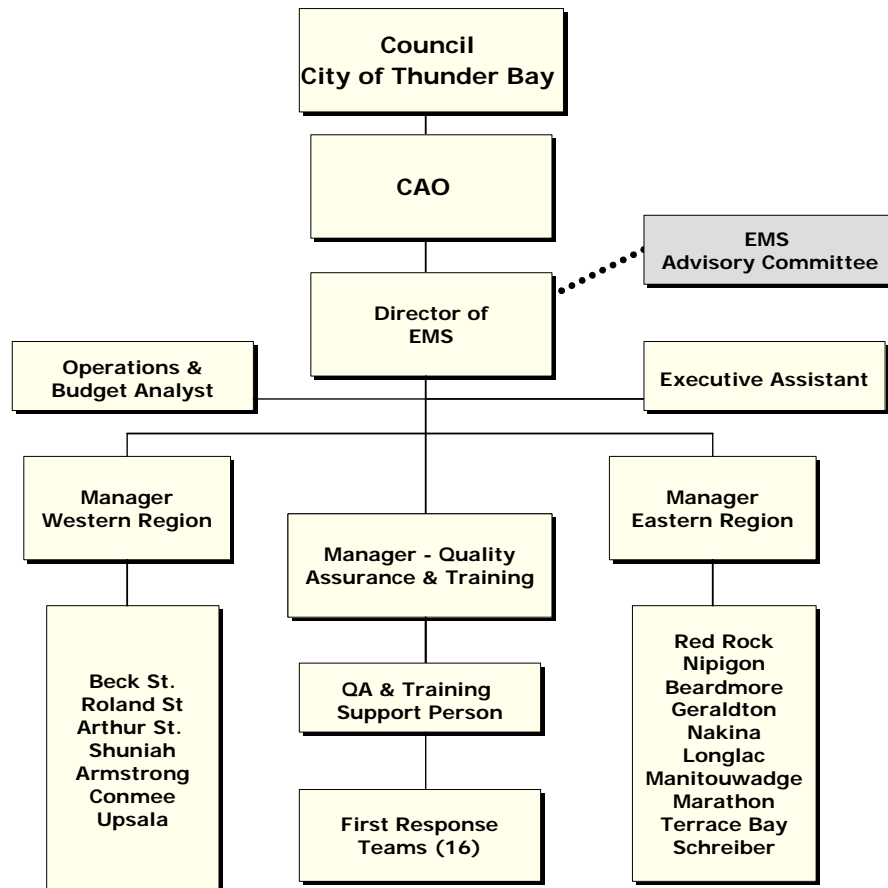 Council
City of Thunder Bay
CAO
EMS
Advisory Committee
Director of
EMS
Operations &
Budget Analyst
Executive Assistant
Manager
Western Region
Manager
Eastern Region
Manager - Quality
Assurance & Training
Beck St.
Roland St
Arthur St.
Shuniah
Armstrong
Conmee
Upsala
QA & Training
Support Person
First Response
Teams (16)
Red Rock
Nipigon
Beardmore
Geraldton
Nakina
Longlac
Manitouwadge
Marathon
Terrace Bay
Schreiber